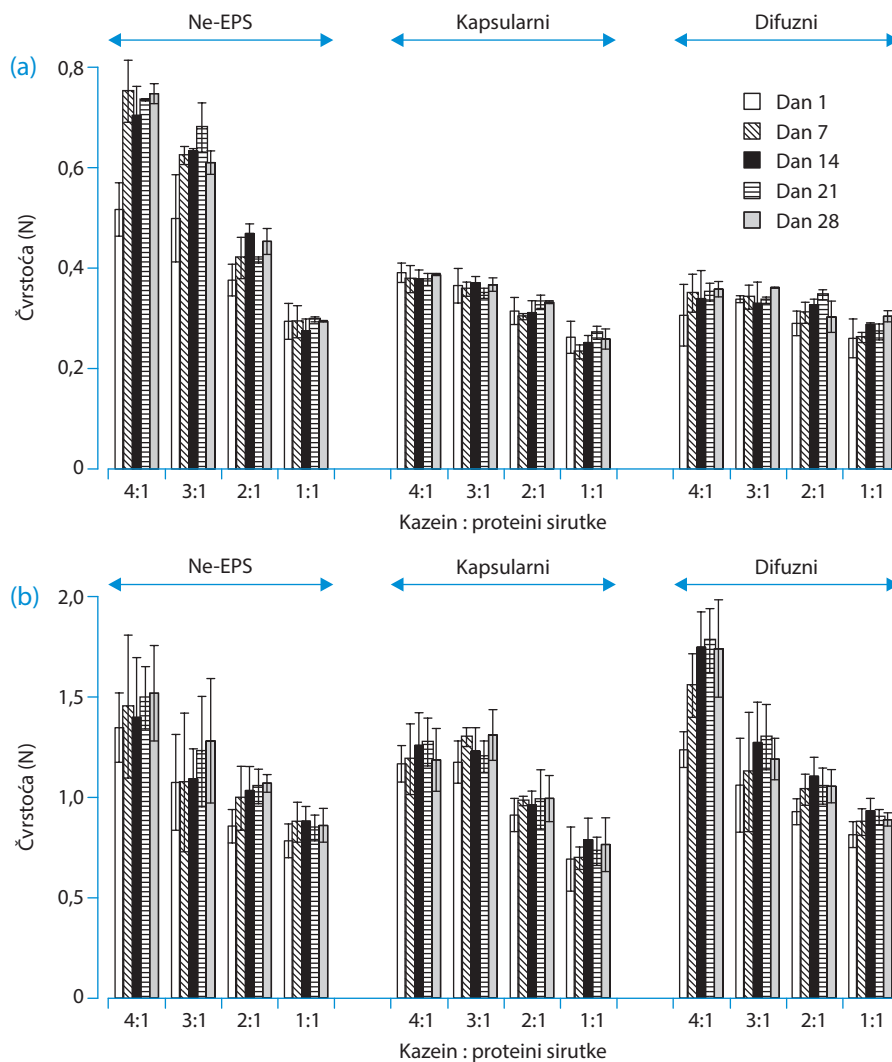 Ne-EPS Kapsularni Difuzni
(a)
0,8
0,6
0,4
0,2
0
Čvrstoća (N)
Dan 1
Dan 7
Dan 14
Dan 21
Dan 28
4:1 3:1 2:1 1:1 4:1 3:1 2:1 1:1 4:1 3:1 2:1 1:1
Kazein : proteini sirutke
Ne-EPS Kapsularni Difuzni
(b)
2,0
1,5
1,0
0,5
0
Čvrstoća (N)
4:1 3:1 2:1 1:1 4:1 3:1 2:1 1:1 4:1 3:1 2:1 1:1
Kazein : proteini sirutke